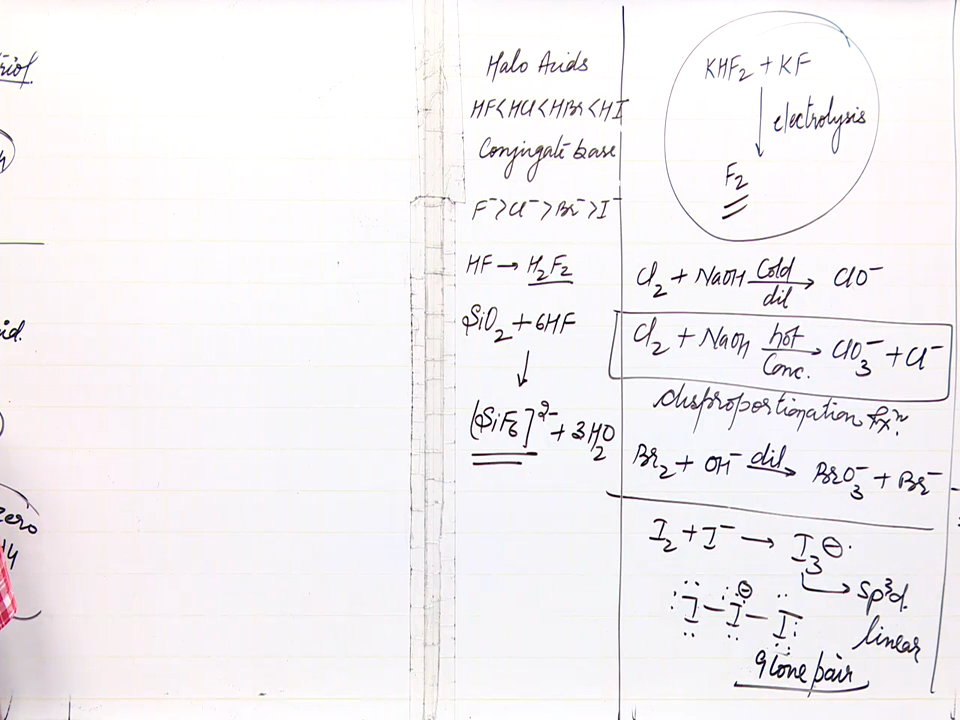 Halo Acids
HF<HCl<HBr<HI
Conjugate base
F⁻>Cl⁻>Br⁻>I⁻
HF → H₂F₂
SiO₂ + 6HF
↓
[SiF₆]²⁻ + 3H₂O
KHF₂ + KF
↓ electrolysis
F₂
Cl₂ + NaOH Cold dil → ClO⁻
Cl₂ + NaOH hot Conc. → ClO₃⁻ + Cl⁻
disproportionation Rxⁿ.
Br₂ + OH⁻ dil → BrO₃⁻ + Br⁻
I₂ + I⁻ → I₃⊖.
→ Sp³d.
I–I–I
⊖
linear
9 lone pair
zero